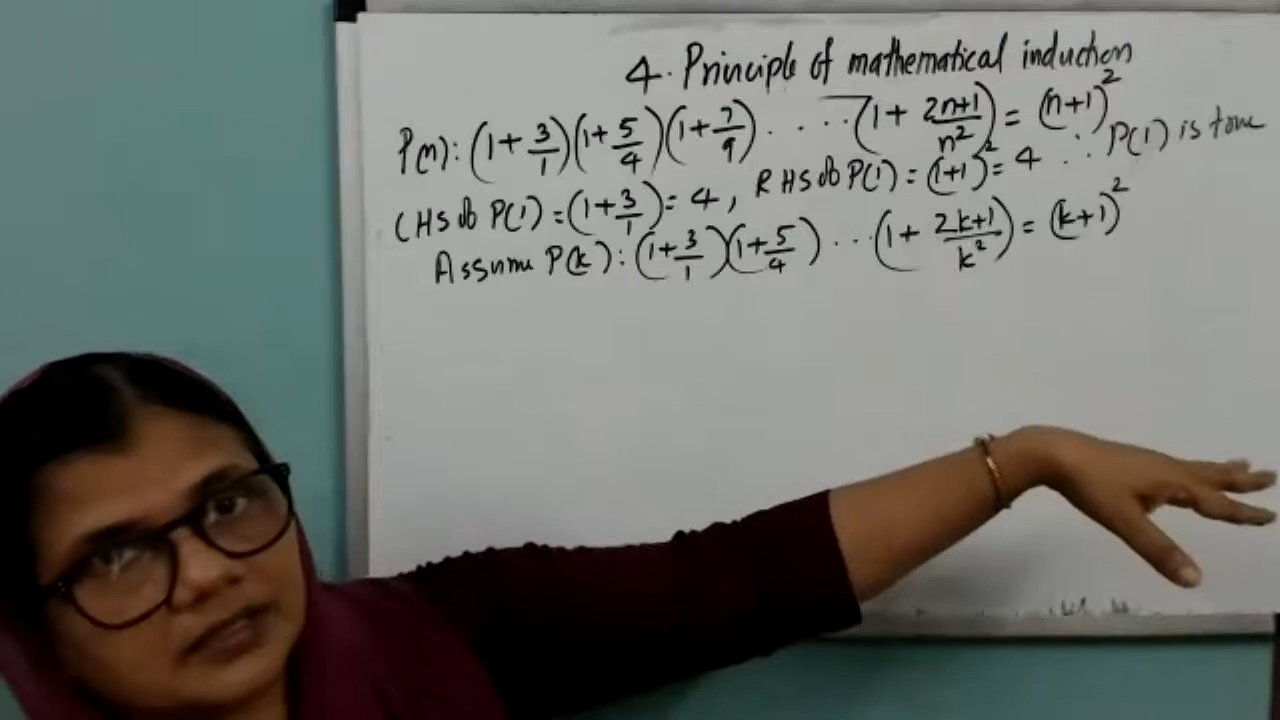 4. Principle of mathematical induction
P(n): (1+3/1)(1+5/4)(1+7/9) ..... (1+ 2n+1/n²) = (n+1)²
LHS of P(1) = (1+3/1) = 4, RHS of P(1) = (1+1)² = 4 ∴ P(1) is true
Assume P(k): (1+3/1)(1+5/4) ... (1+ 2k+1/k²) = (k+1)²